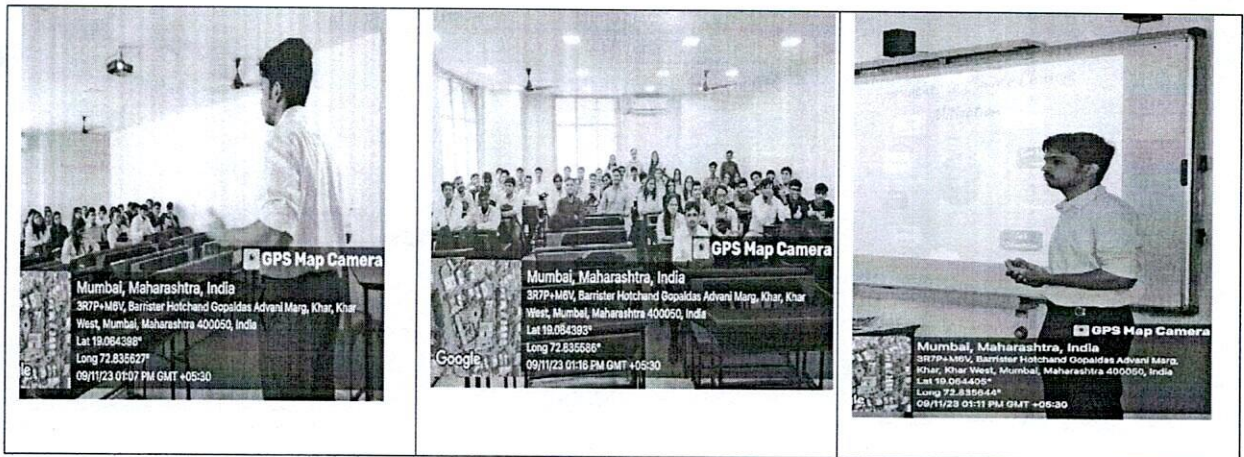 GPS Map Camera
Mumbai, Maharashtra, India
3R7P+M6V, Barrister Hotchand Gopaldas Advani Marg, Khar, Khar
West, Mumbai, Maharashtra 400050, India
Lat 19.064398°
Long 72.835627°
09/11/23 01:07 PM GMT +05:30
GPS Map Camera
Mumbai, Maharashtra, India
3R7P+M6V, Barrister Hotchand Gopaldas Advani Marg, Khar, Khar
West, Mumbai, Maharashtra 400050, India
Lat 19.064393°
Long 72.835586°
09/11/23 01:16 PM GMT +05:30
Google
GPS Map Camera
Mumbai, Maharashtra, India
3R7P+M6V, Barrister Hotchand Gopaldas Advani Marg,
Khar, Khar West, Mumbai, Maharashtra 400050, India
Lat 19.064405°
Long 72.835644°
09/11/23 01:11 PM GMT +05:30